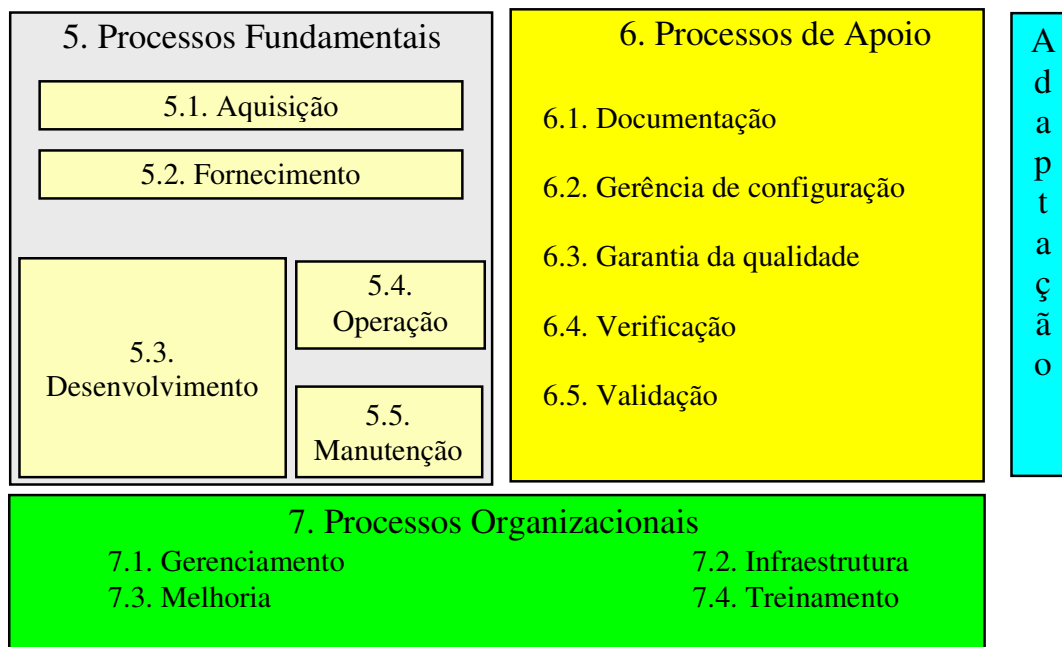 5. Processos Fundamentais
5.1. Aquisição
5.2. Fornecimento
5.3.
Desenvolvimento
5.4.
Operação
5.5.
Manutenção
6. Processos de Apoio
6.1. Documentação
6.2. Gerência de configuração
6.3. Garantia da qualidade
6.4. Verificação
6.5. Validação
A
d
a
p
t
a
ç
ã
o
7. Processos Organizacionais
7.1. Gerenciamento
7.2. Infraestrutura
7.3. Melhoria
7.4. Treinamento